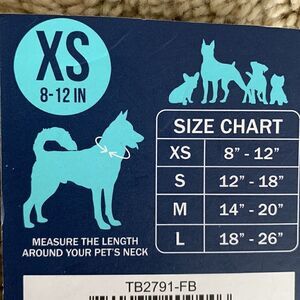 XS
8-12 IN
SIZE CHART
XS 8" - 12"
S 12" - 18"
M 14" - 20"
L 18" - 26"
MEASURE THE LENGTH
AROUND YOUR PET'S NECK
TB2791-FB